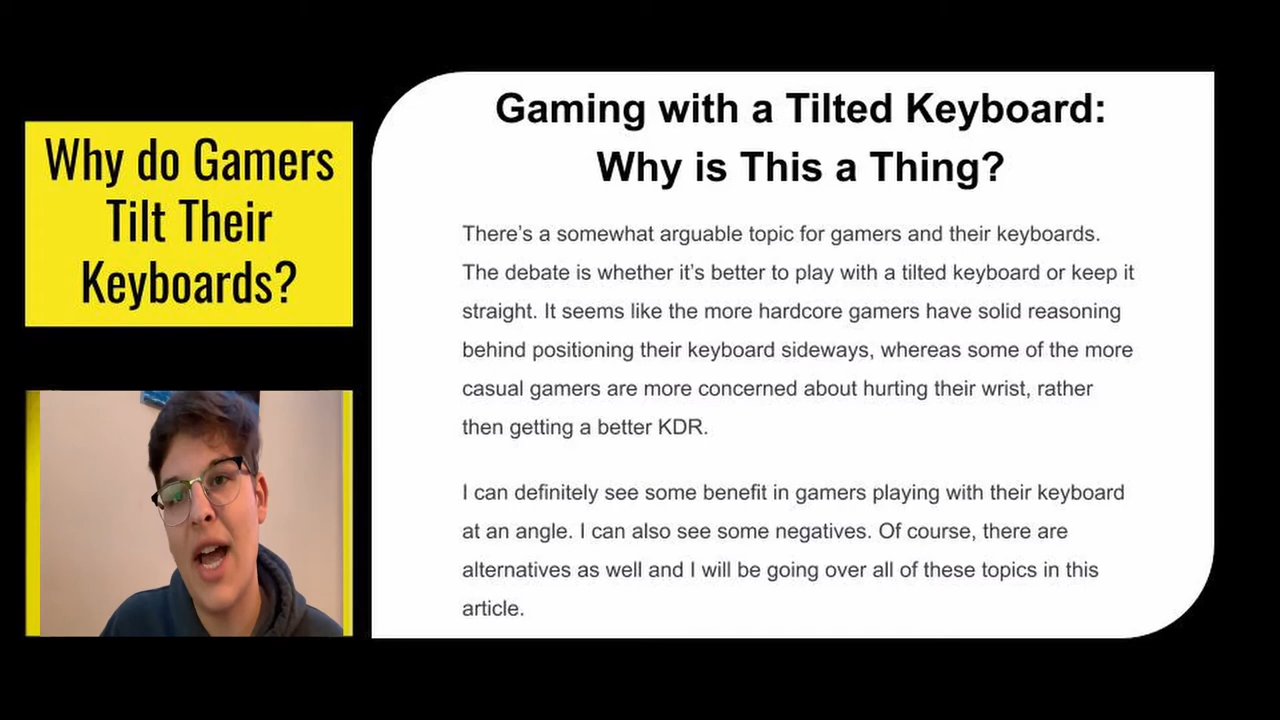 Why do Gamers
Tilt Their
Keyboards?
Gaming with a Tilted Keyboard:
Why is This a Thing?
There’s a somewhat arguable topic for gamers and their keyboards.
The debate is whether it’s better to play with a tilted keyboard or keep it
straight. It seems like the more hardcore gamers have solid reasoning
behind positioning their keyboard sideways, whereas some of the more
casual gamers are more concerned about hurting their wrist, rather
then getting a better KDR.
I can definitely see some benefit in gamers playing with their keyboard
at an angle. I can also see some negatives. Of course, there are
alternatives as well and I will be going over all of these topics in this
article.